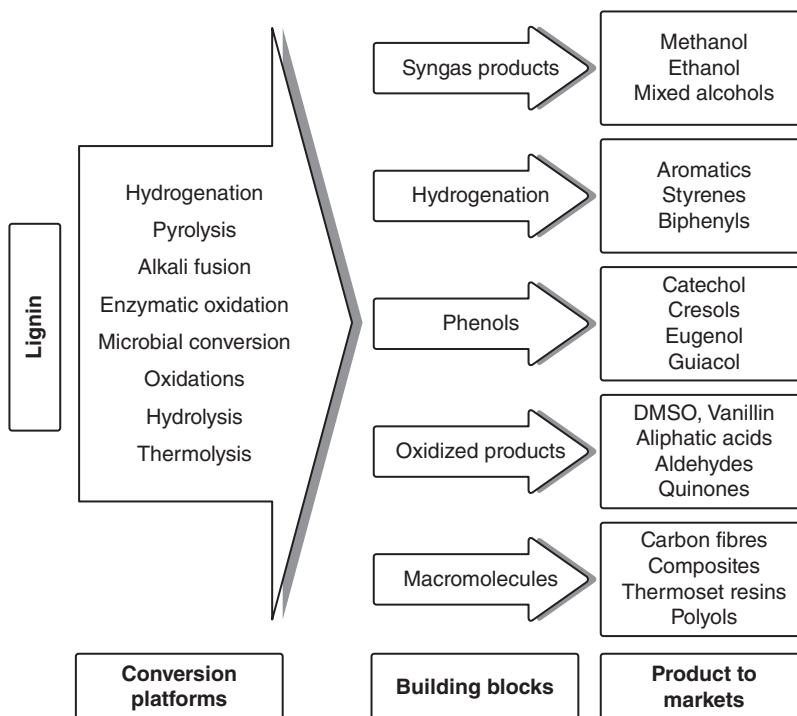 Lignin
Hydrogenation
Pyrolysis
Alkali fusion
Enzymatic oxidation
Microbial conversion
Oxidations
Hydrolysis
Thermolysis
Conversion
platforms
Syngas products
Hydrogenation
Phenols
Oxidized products
Macromolecules
Building blocks
Methanol
Ethanol
Mixed alcohols
Aromatics
Styrenes
Biphenyls
Catechol
Cresols
Eugenol
Guiacol
DMSO, Vanillin
Aliphatic acids
Aldehydes
Quinones
Carbon fibres
Composites
Thermoset resins
Polyols
Product to
markets